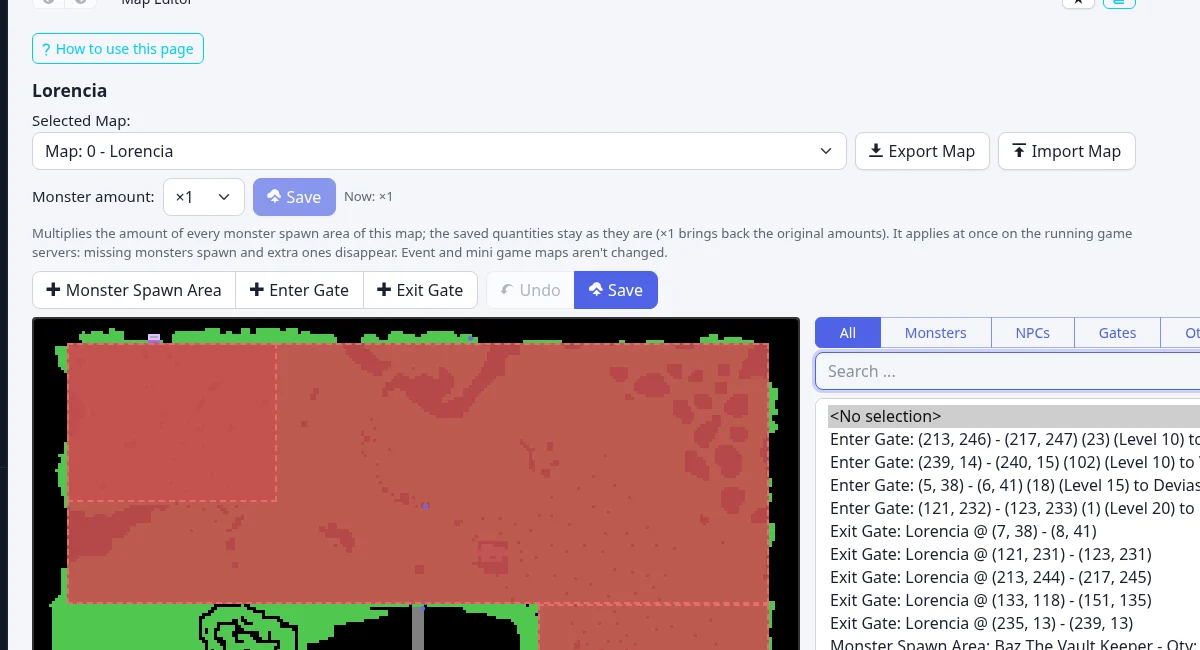 Map Editor
? How to use this page
Lorencia
Selected Map:
Map: 0 - Lorencia
Export Map
Import Map
Monster amount:
×1
Save
Now: ×1
Multiplies the amount of every monster spawn area of this map; the saved quantities stay as they are (×1 brings back the original amounts). It applies at once on the running game
servers: missing monsters spawn and extra ones disappear. Event and mini game maps aren't changed.
Monster Spawn Area
Enter Gate
Exit Gate
Undo
Save
All
Monsters
NPCs
Gates
Search ...
<No selection>
Enter Gate: (213, 246) - (217, 247) (23) (Level 10) to
Enter Gate: (239, 14) - (240, 15) (102) (Level 10) to
Enter Gate: (5, 38) - (6, 41) (18) (Level 15) to Devias
Enter Gate: (121, 232) - (123, 233) (1) (Level 20) to
Exit Gate: Lorencia @ (7, 38) - (8, 41)
Exit Gate: Lorencia @ (121, 231) - (123, 231)
Exit Gate: Lorencia @ (213, 244) - (217, 245)
Exit Gate: Lorencia @ (133, 118) - (151, 135)
Exit Gate: Lorencia @ (235, 13) - (239, 13)
Monster Spawn Area: Baz The Vault Keeper - Qty: